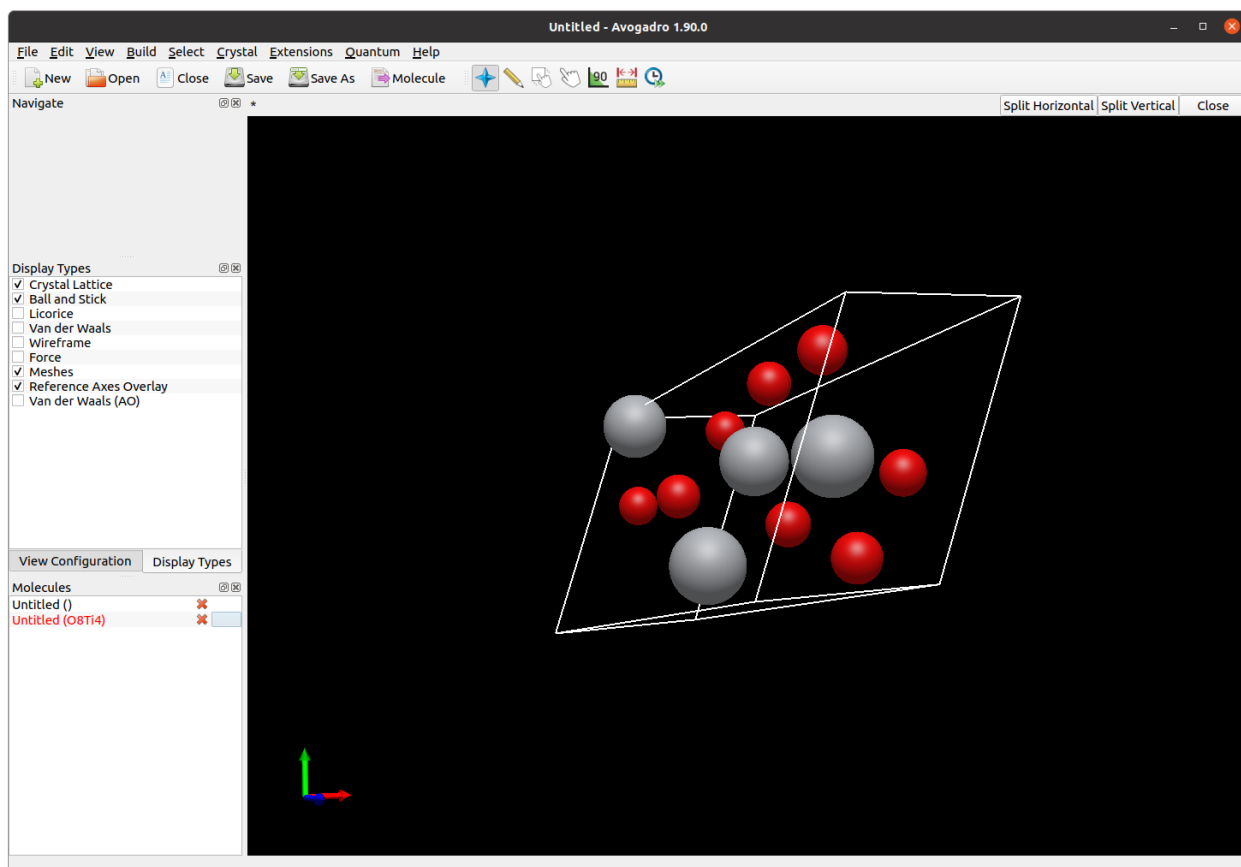 Untitled - Avogadro 1.90.0
File Edit View Build Select Crystal Extensions Quantum Help
New Open Close Save Save As Molecule 90
Navigate * Split Horizontal Split Vertical Close
Display Types
Crystal Lattice
Ball and Stick
Licorice
Van der Waals
Wireframe
Force
Meshes
Reference Axes Overlay
Van der Waals (AO)
View Configuration Display Types
Molecules
Untitled ()
Untitled (O8Ti4)